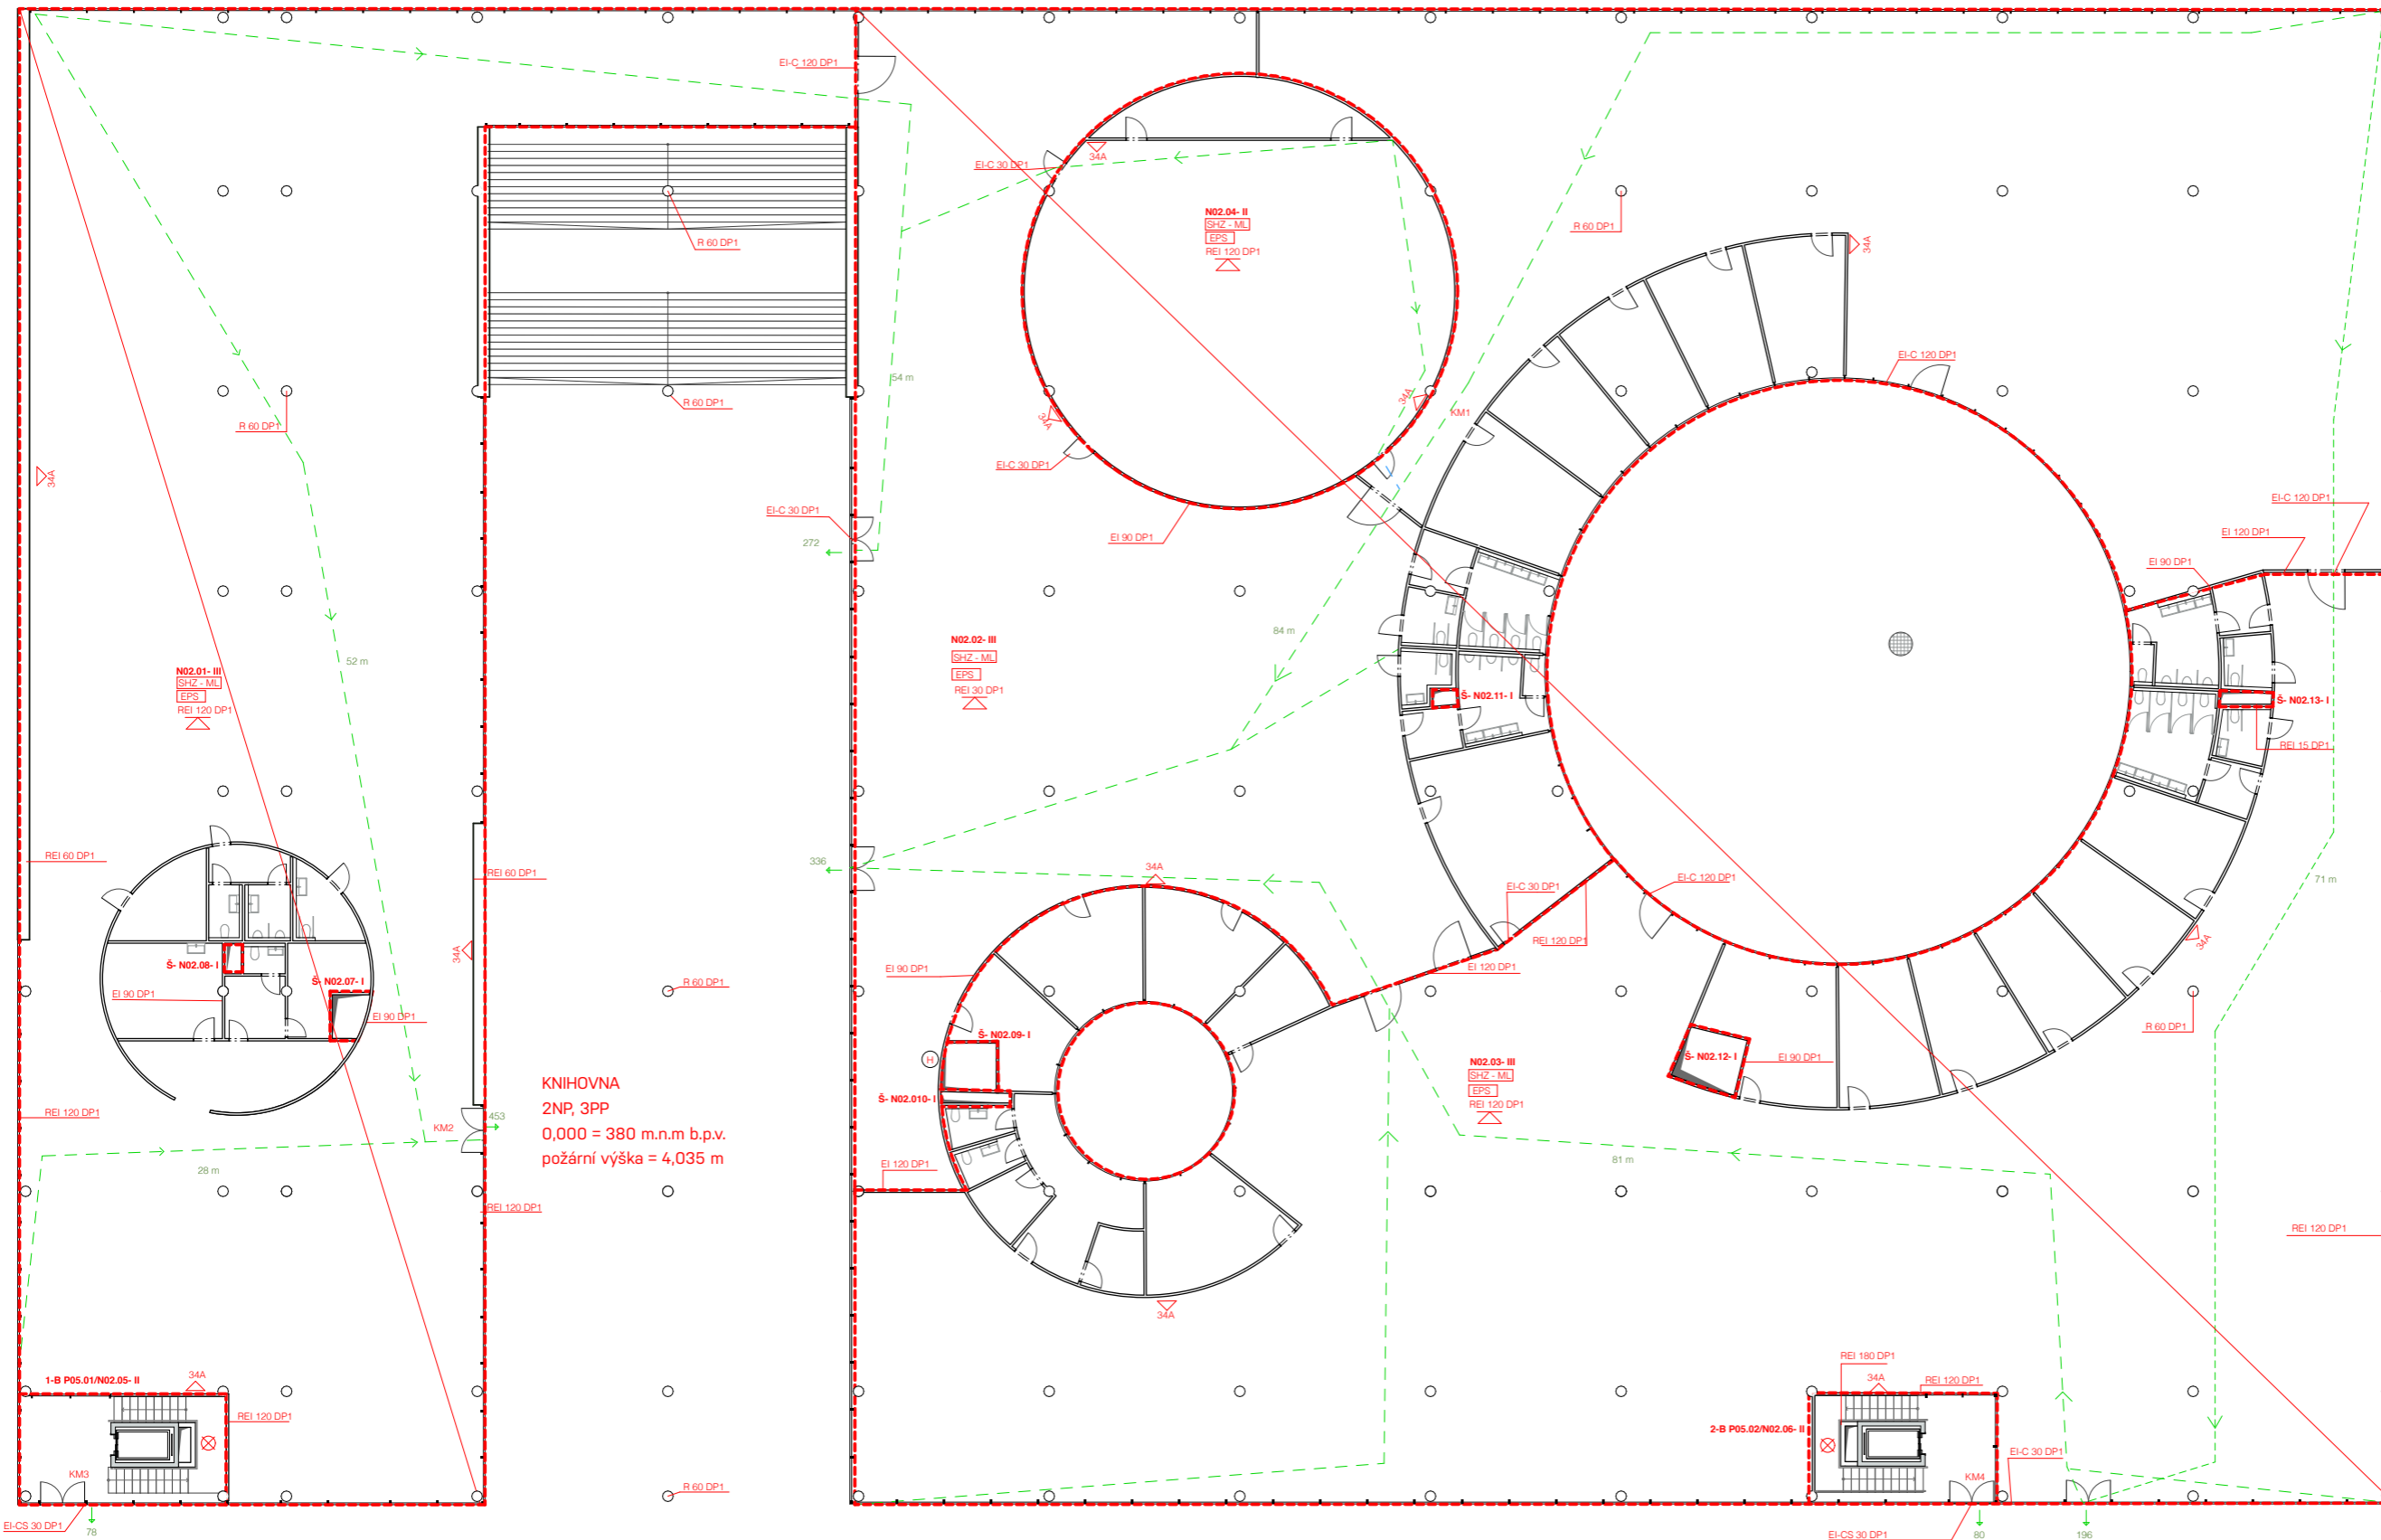 EI-C 120 DP1
EI-C 30 DP1
34A
N02.04- II
SHZ - ML
EPS
REI 120 DP1
R 60 DP1
R 60 DP1
34A
R 60 DP1
EI-C 120 DP1
54 m
R 60 DP1
34A
34A
KM1
EI-C 30 DP1
34A
EI-C 120 DP1
EI-C 30 DP1
272
EI 90 DP1
EI 120 DP1
EI 90 DP1
84 m
N02.02- III
SHZ - ML
EPS
REI 30 DP1
52 m
N02.01- III
SHZ - ML
EPS
REI 120 DP1
Š- N02.11- I
Š- N02.13- I
REI 15 DP1
REI 60 DP1
REI 60 DP1
336
34A
EI-C 30 DP1
EI-C 120 DP1
71 m
REI 120 DP1
34A
34A
Š- N02.08- I
EI 90 DP1
EI 120 DP1
Š- N02.07- I
R 60 DP1
EI 90 DP1
EI 90 DP1
R 60 DP1
Š- N02.09- I
H
Š- N02.12- I
EI 90 DP1
N02.03- III
SHZ - ML
EPS
REI 120 DP1
KNIHOVNA
2NP, 3PP
0,000 = 380 m.n.m b.p.v.
požární výška = 4,035 m
Š- N02.010- I
REI 120 DP1
KM2
453
28 m
EI 120 DP1
81 m
REI 120 DP1
REI 120 DP1
34A
REI 180 DP1
1-B P05.01/N02.05- II
34A
34A
REI 120 DP1
REI 120 DP1
2-B P05.02/N02.06- II
EI-C 30 DP1
KM3
KM4
R 60 DP1
EI-CS 30 DP1
78
EI-CS 30 DP1
80
196